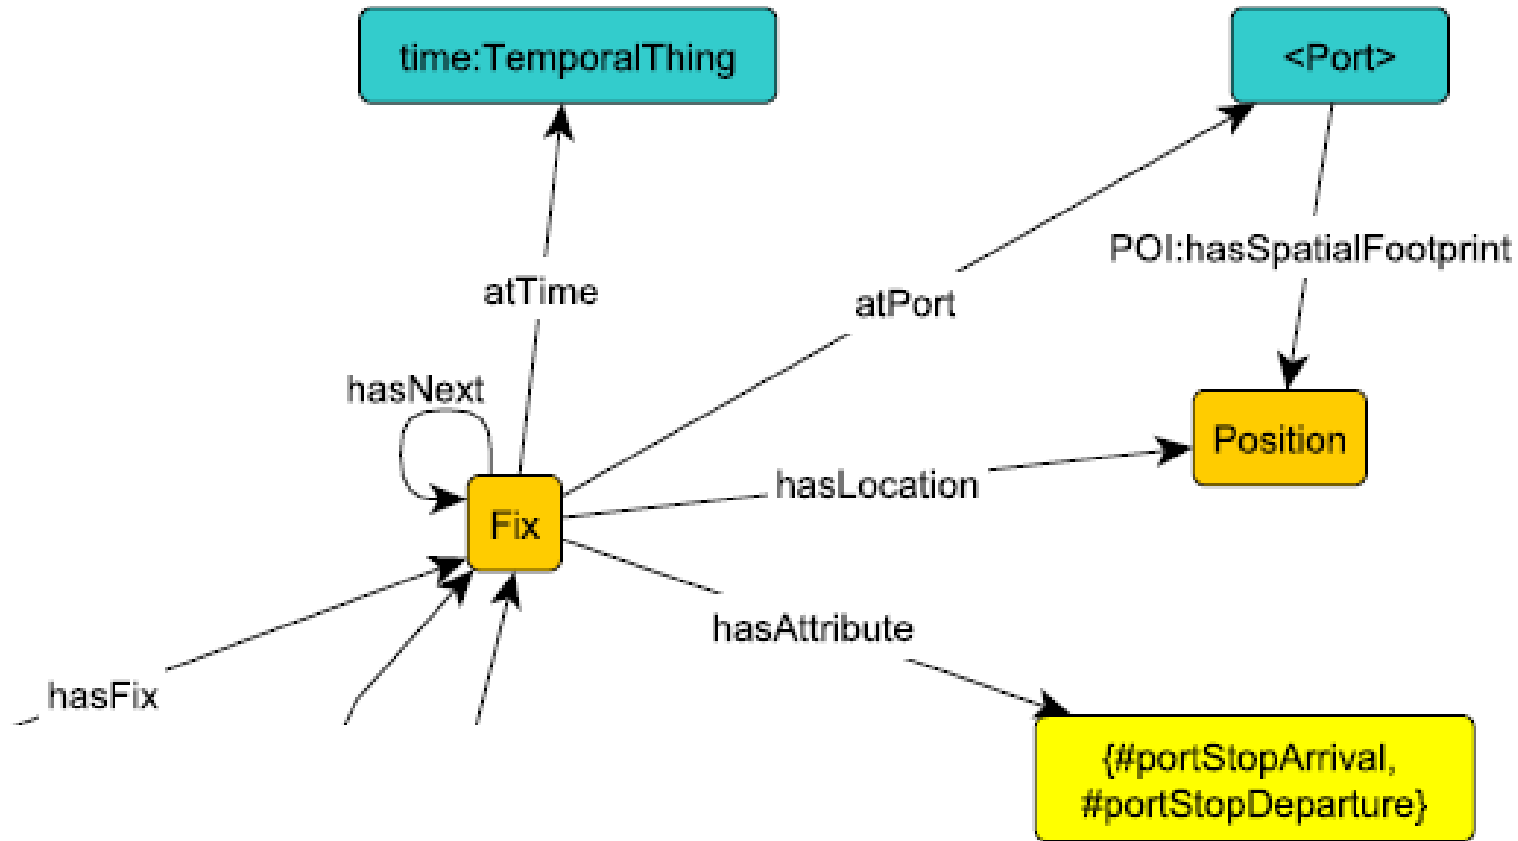 time:TemporalThing
<Port>
POI:hasSpatialFootprint
atTime
atPort
hasNext
Position
hasLocation
Fix
hasAttribute
hasFix
{#portStopArrival,
#portStopDeparture}